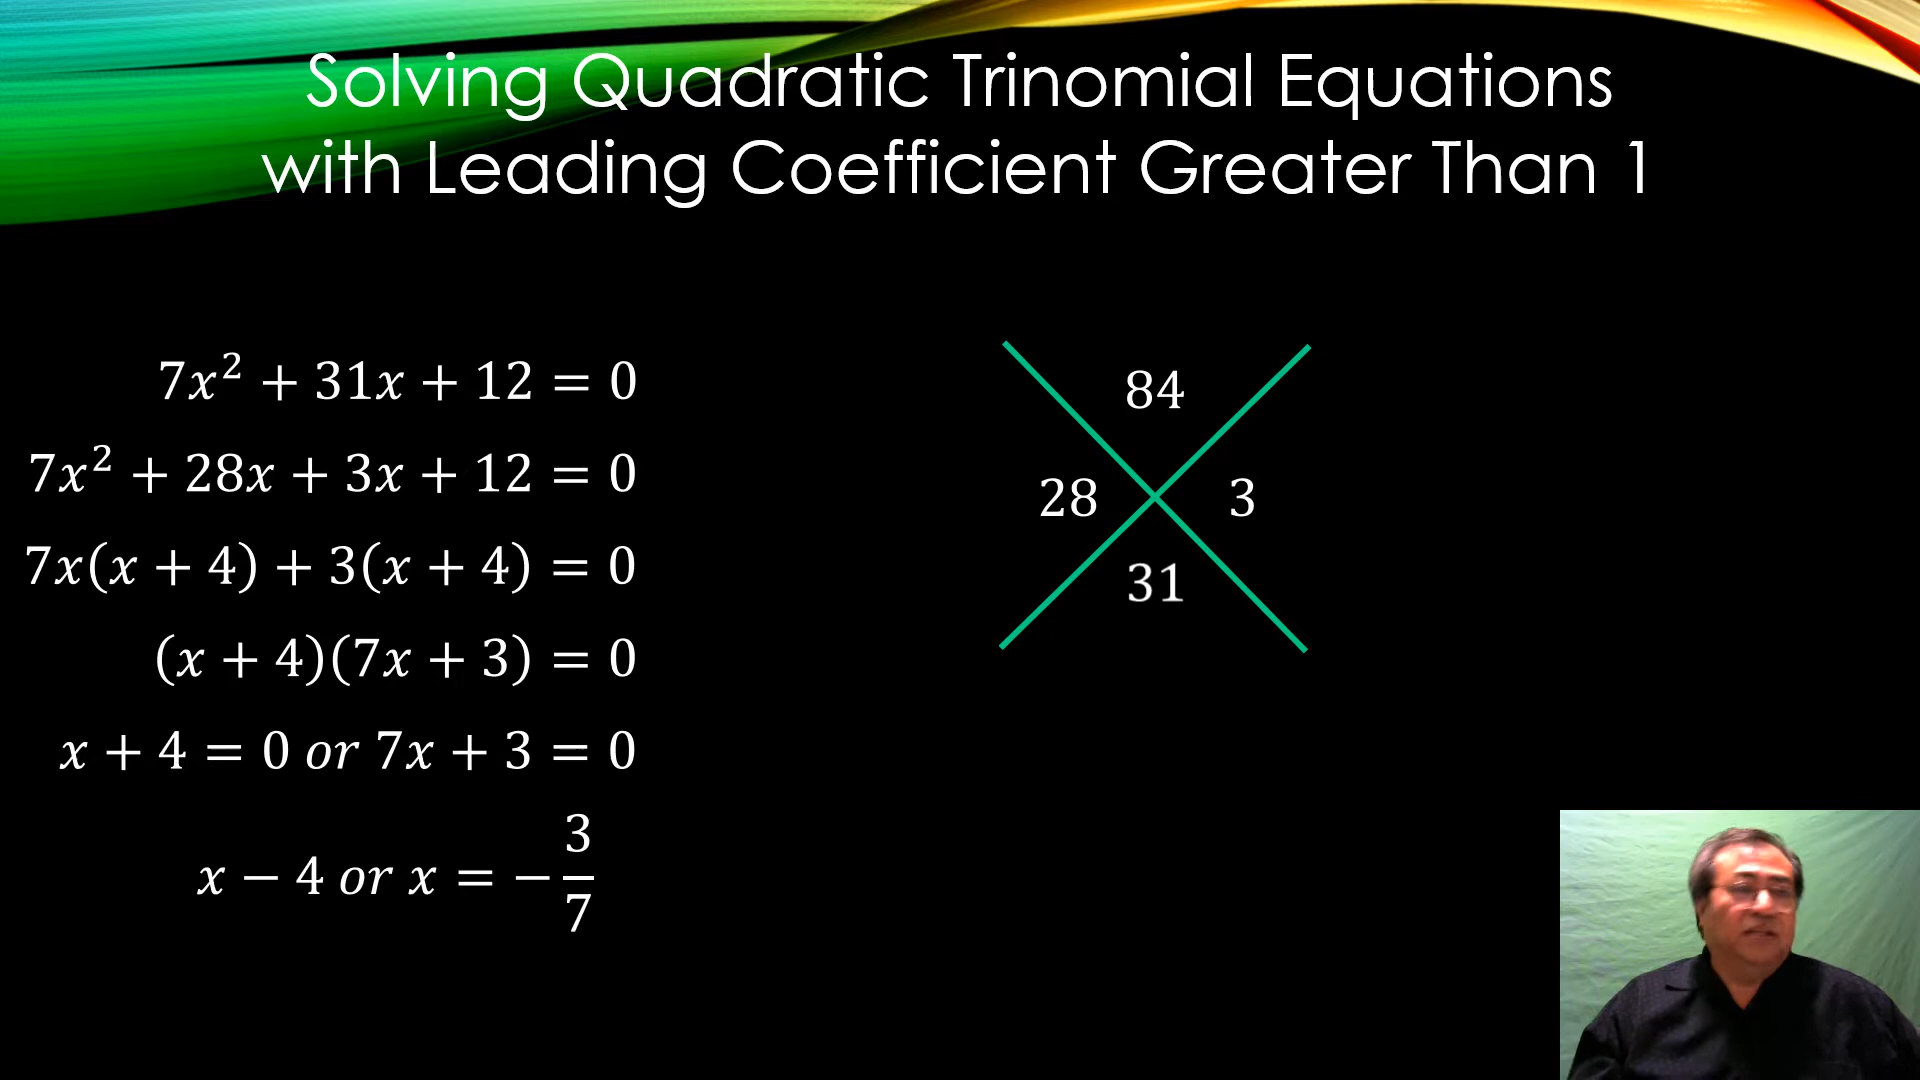 Solving Quadratic Trinomial Equations
with Leading Coefficient Greater Than 1
7x² + 31x + 12 = 0
7x² + 28x + 3x + 12 = 0
7x(x + 4) + 3(x + 4) = 0
(x + 4)(7x + 3) = 0
x + 4 = 0 or 7x + 3 = 0
x − 4 or x = −3/7
84
28 3
31